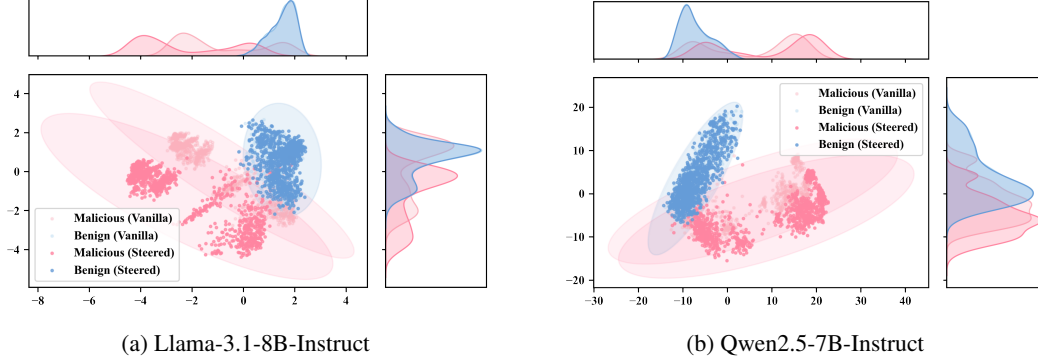 4
2
0
−2
−4
−8
−6
−4
−2
0
2
4
Malicious (Vanilla)
Benign (Vanilla)
Malicious (Steered)
Benign (Steered)
(a) Llama-3.1-8B-Instruct
20
10
0
−10
−20
−30
−20
−10
0
10
20
30
40
Malicious (Vanilla)
Benign (Vanilla)
Malicious (Steered)
Benign (Steered)
(b) Qwen2.5-7B-Instruct